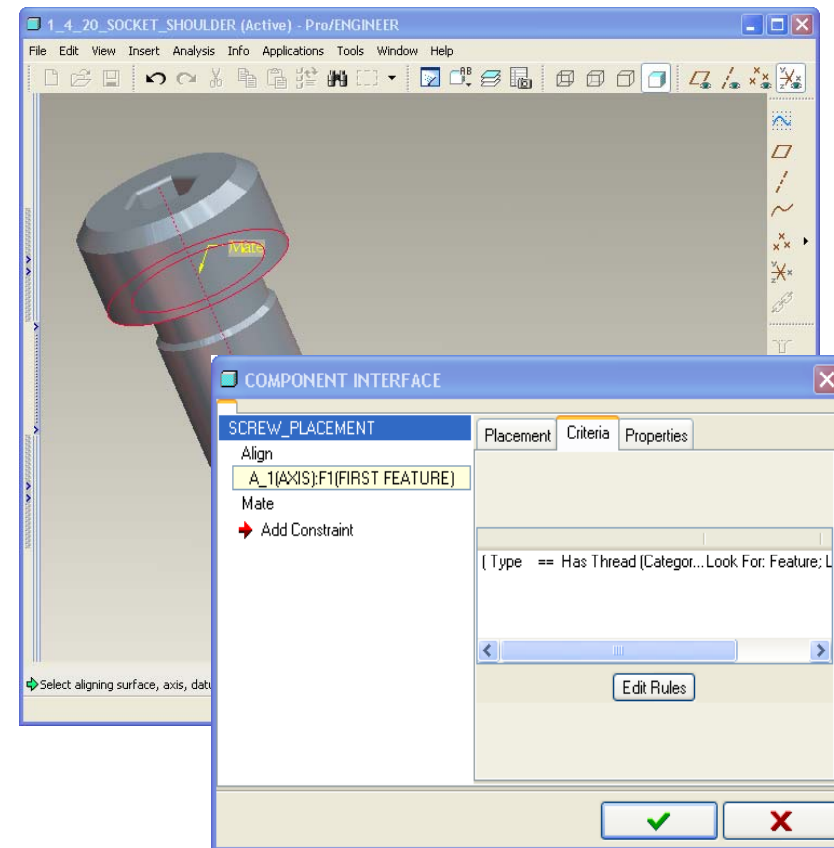 1_4_20_SOCKET_SHOULDER (Active) - Pro/ENGINEER
File Edit View Insert Analysis Info Applications Tools Window Help
Mate
COMPONENT INTERFACE
SCREW_PLACEMENT
Align
A_1(AXIS):F1(FIRST FEATURE)
Mate
Add Constraint
Placement Criteria Properties
( Type == Has Thread (Categor... Look For: Feature; L
Edit Rules
Select aligning surface, axis, datu